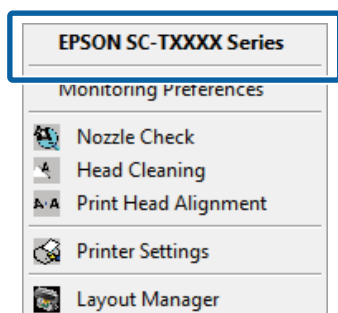 EPSON SC-TXXXX Series
Monitoring Preferences
Nozzle Check
Head Cleaning
Print Head Alignment
Printer Settings
Layout Manager